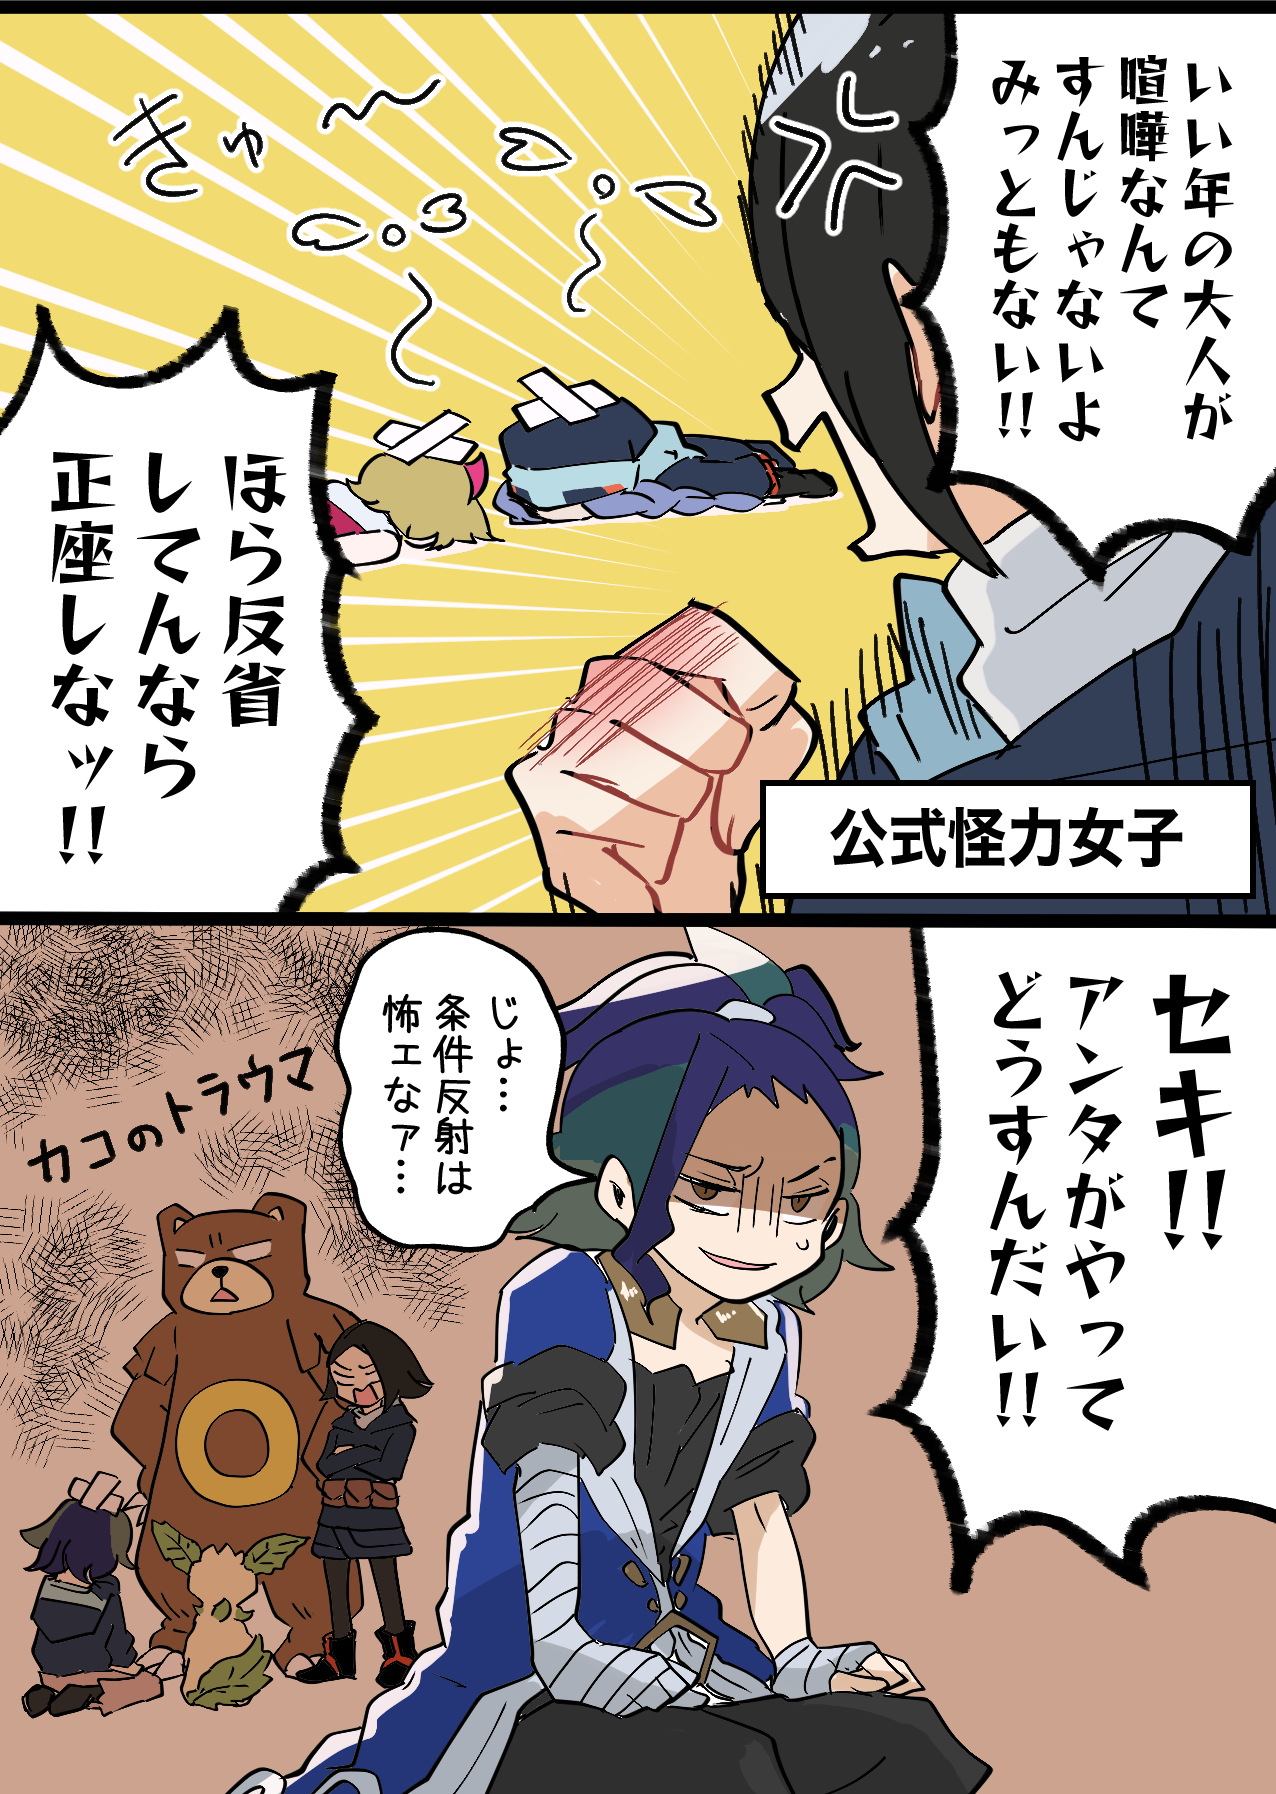 いい年の大人が
喧嘩なんて
すんじゃないよ
みっともない!!
きゅ〜
ほら反省
してんなら
正座しなッ!!
公式怪力女子
セキ!!
アンタがやって
どうすんだい!!
じょ…
条件反射は
怖ェなァ…
カコのトラウマ